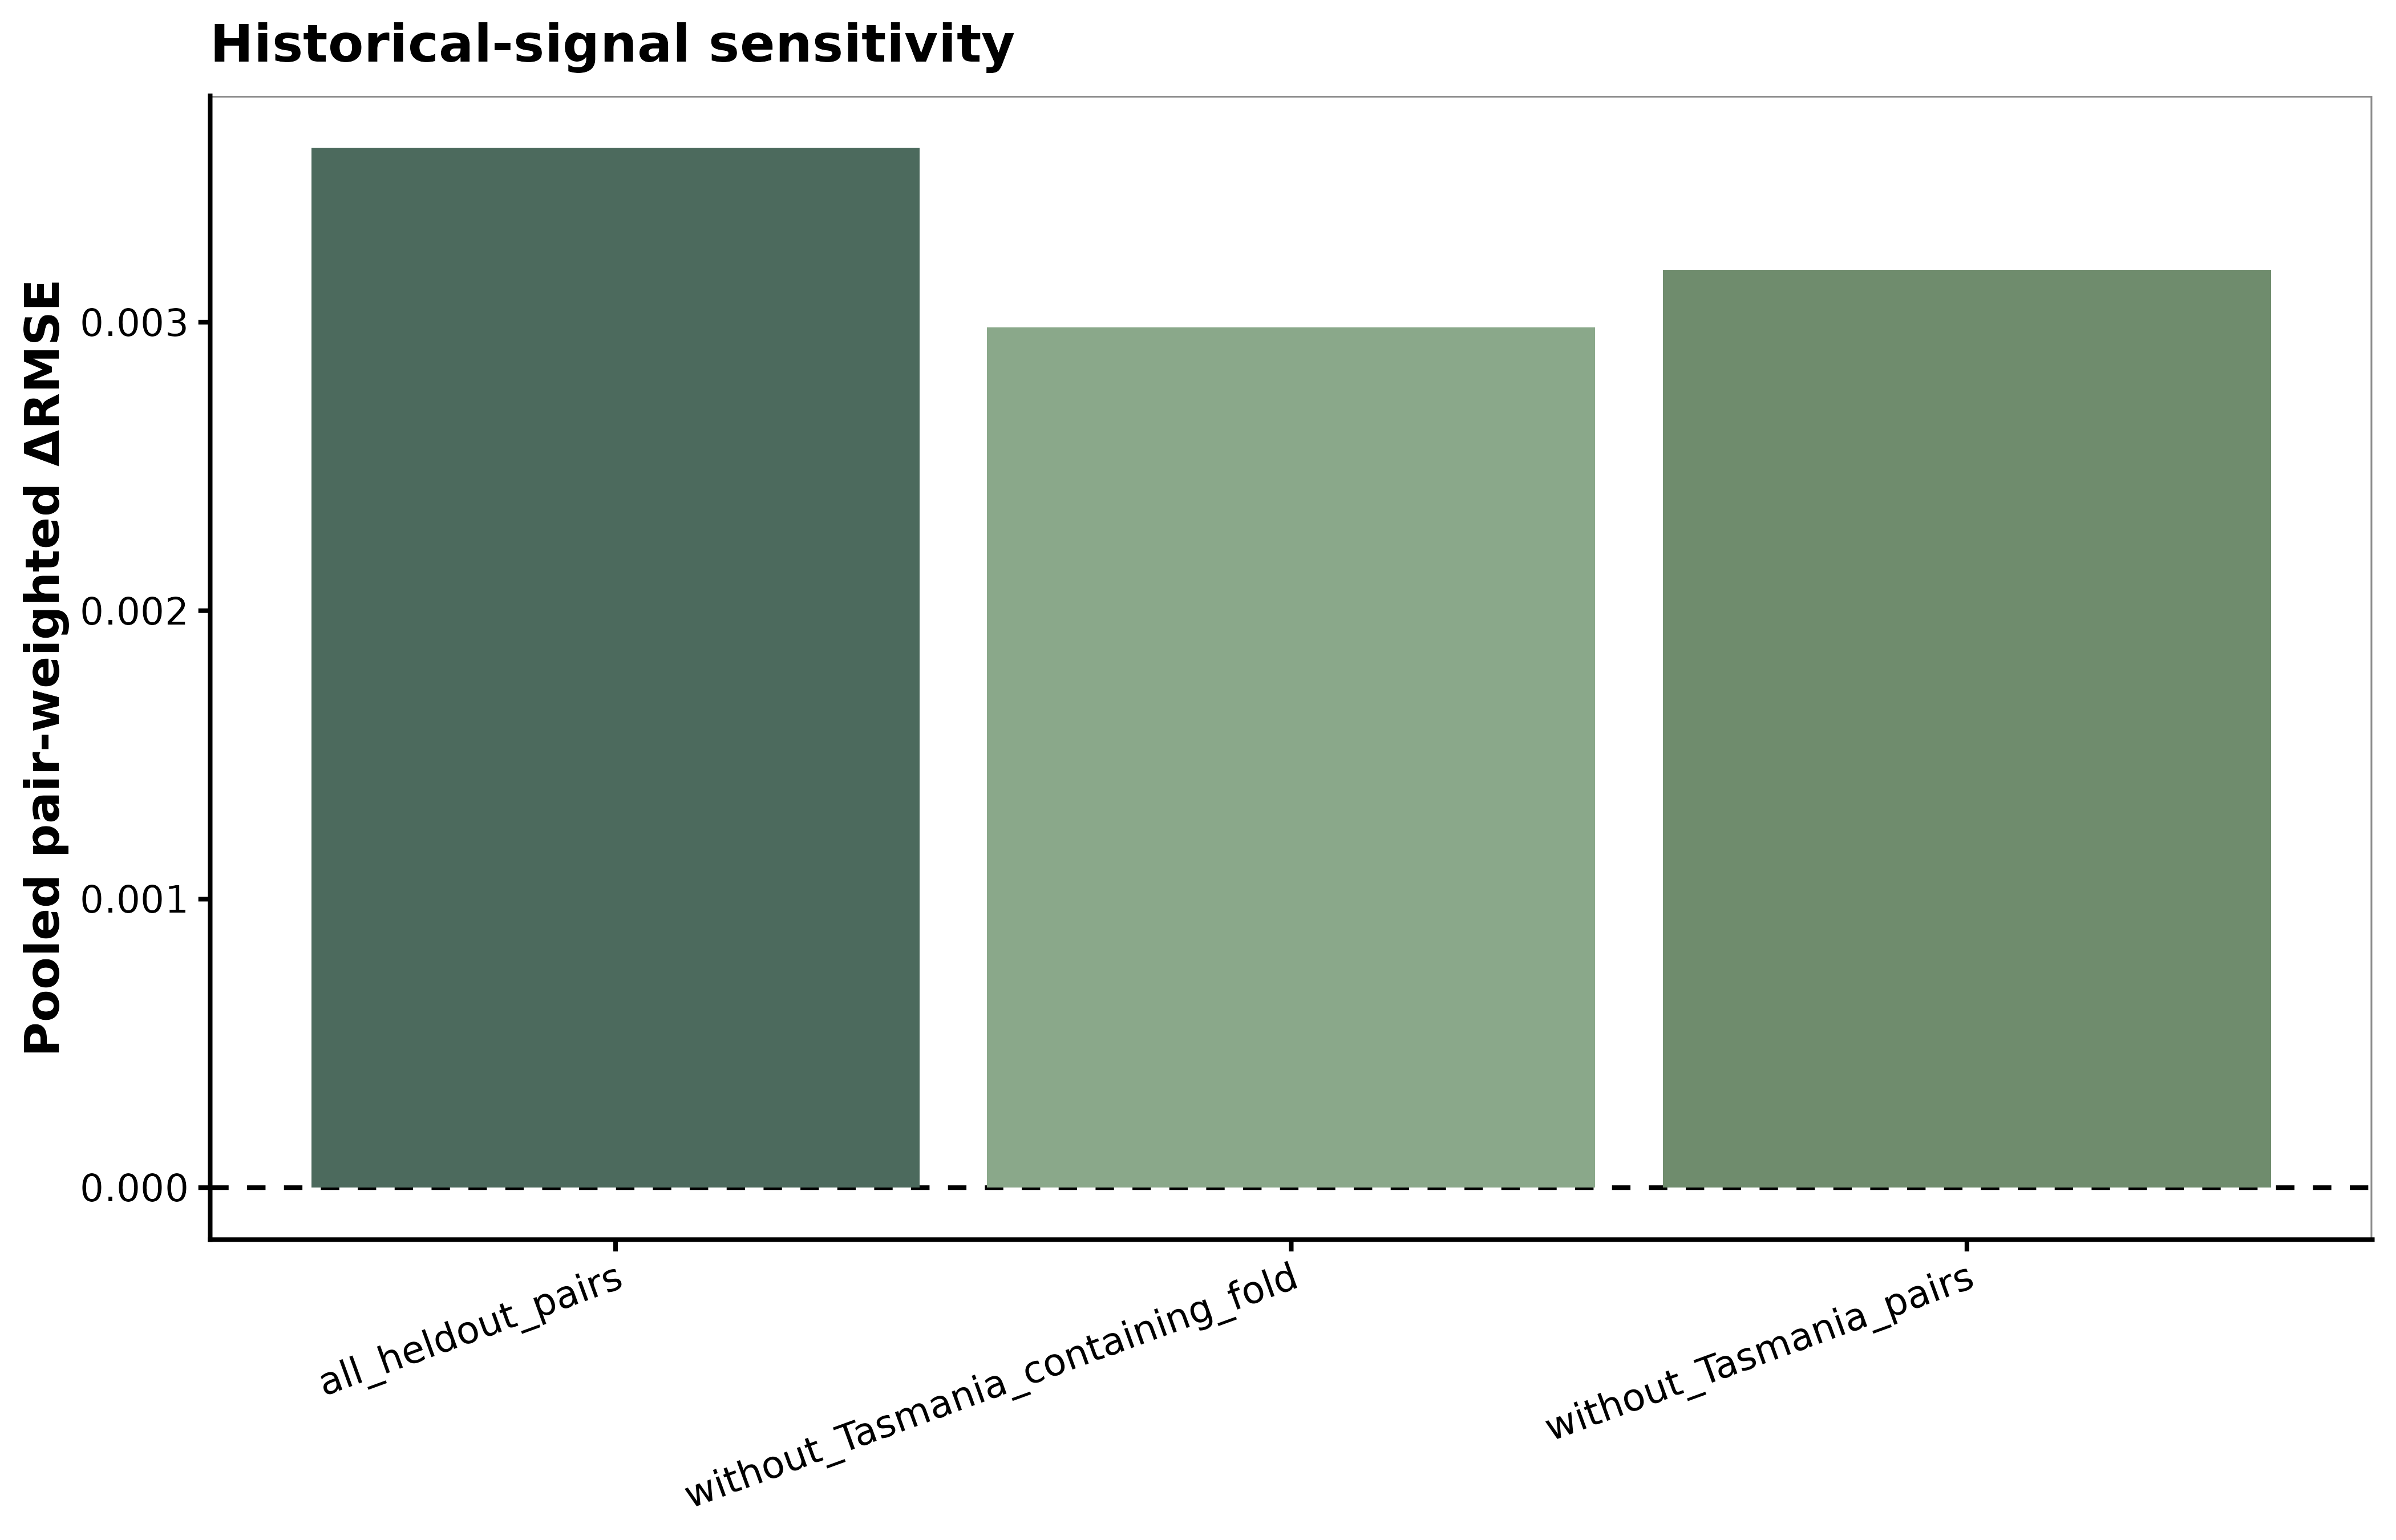 Historical-signal sensitivity
Pooled pair-weighted ΔRMSE
0.003
0.002
0.001
0.000
all_heldout_pairs
without_Tasmania_containing_fold
without_Tasmania_pairs